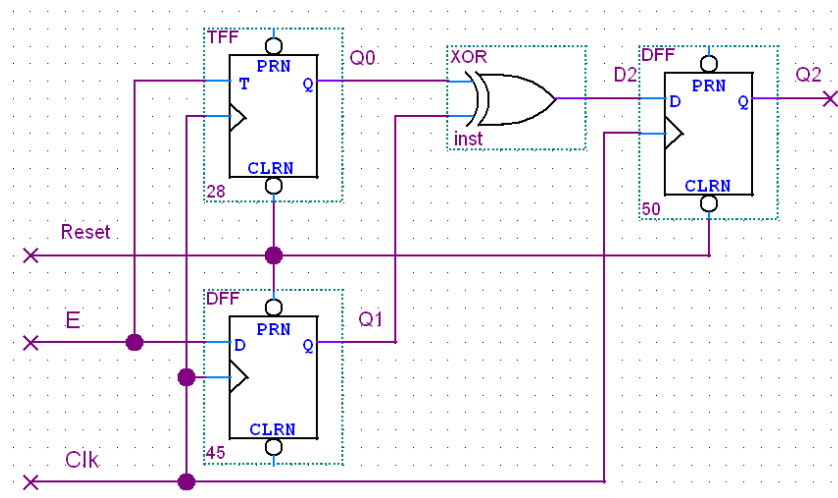 TFF
PRN
T
Q
CLRN
28
Q0
XOR
inst
D2
DFF
PRN
D
Q
CLRN
50
Q2
Reset
DFF
PRN
D
Q
CLRN
45
Q1
E
Clk